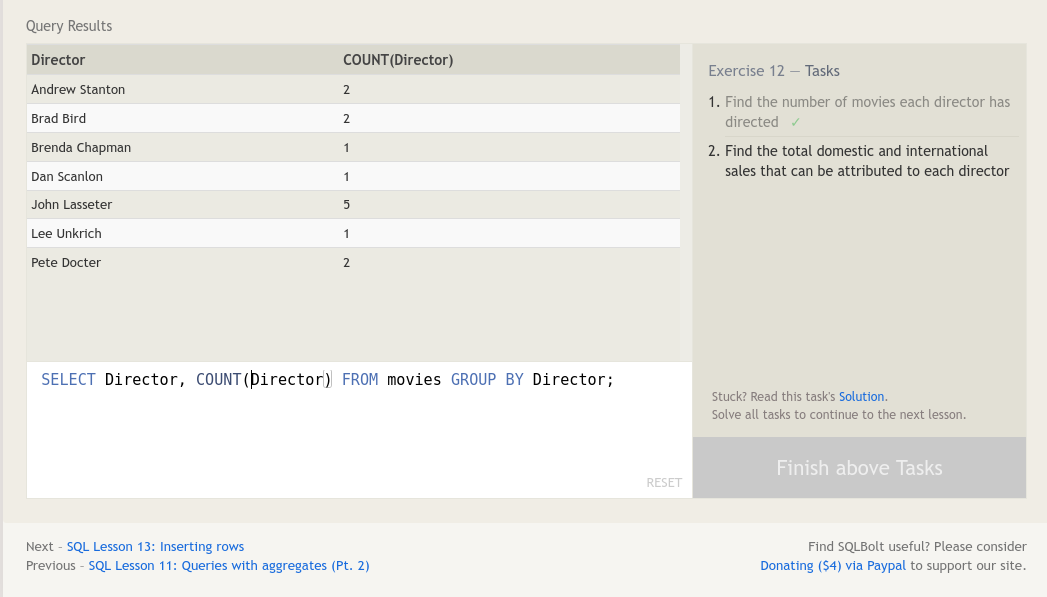 Query Results
Director COUNT(Director)
Andrew Stanton 2
Brad Bird 2
Brenda Chapman 1
Dan Scanlon 1
John Lasseter 5
Lee Unkrich 1
Pete Docter 2
SELECT Director, COUNT(Director) FROM movies GROUP BY Director;
RESET
Exercise 12 — Tasks
1. Find the number of movies each director has
directed ✓
2. Find the total domestic and international
sales that can be attributed to each director
Stuck? Read this task's Solution.
Solve all tasks to continue to the next lesson.
Finish above Tasks
Next – SQL Lesson 13: Inserting rows
Previous – SQL Lesson 11: Queries with aggregates (Pt. 2)
Find SQLBolt useful? Please consider
Donating ($4) via Paypal to support our site.